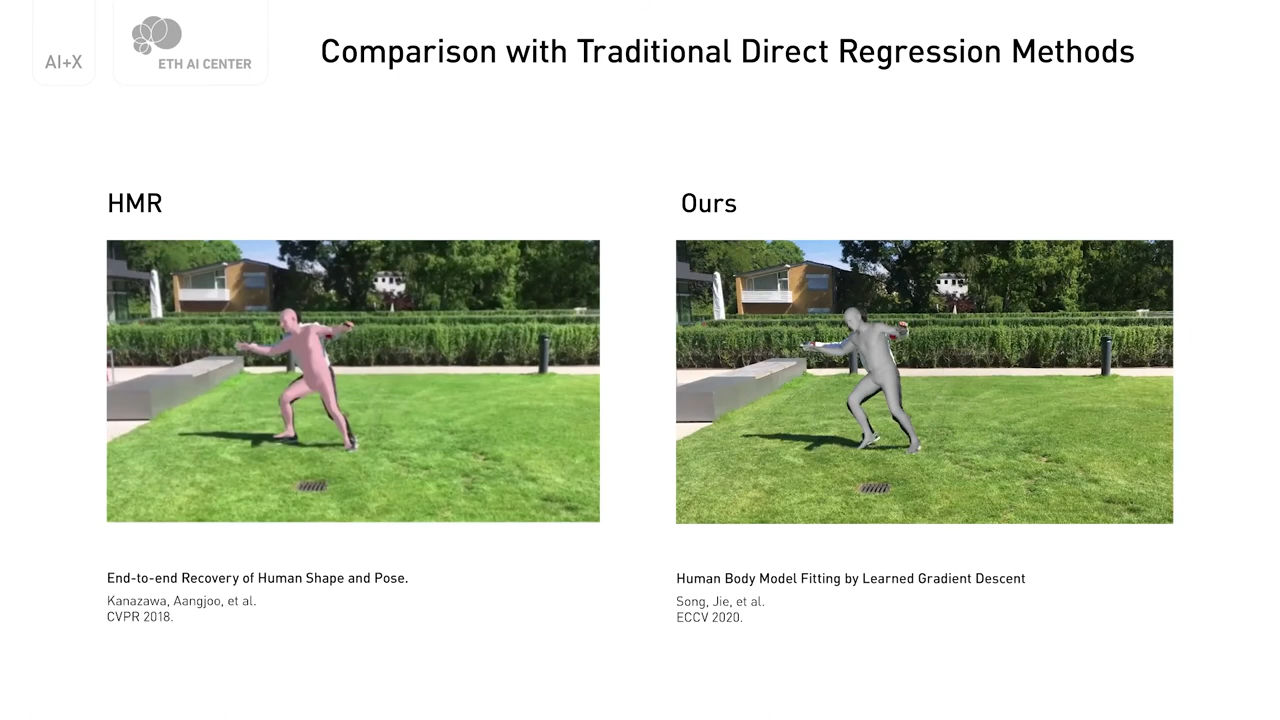 AI+X
ETH AI CENTER
Comparison with Traditional Direct Regression Methods
HMR
Ours
End-to-end Recovery of Human Shape and Pose.
Kanazawa, Aangjoo, et al.
CVPR 2018.
Human Body Model Fitting by Learned Gradient Descent
Song, Jie, et al.
ECCV 2020.